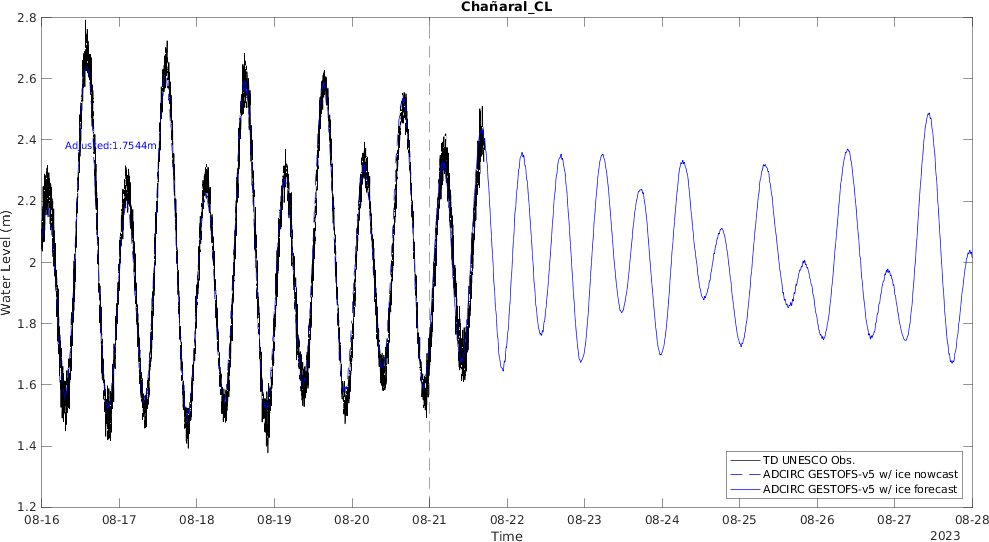 Chañaral_CL
2.8
2.6
2.4
2.2
2
1.8
1.6
1.4
1.2
Water Level (m)
Adjusted:1.7544m
TD UNESCO Obs.
ADCIRC GESTOFS-v5 w/ ice nowcast
ADCIRC GESTOFS-v5 w/ ice forecast
08-16 08-17 08-18 08-19 08-20 08-21 08-22 08-23 08-24 08-25 08-26 08-27 08-28
Time
2023